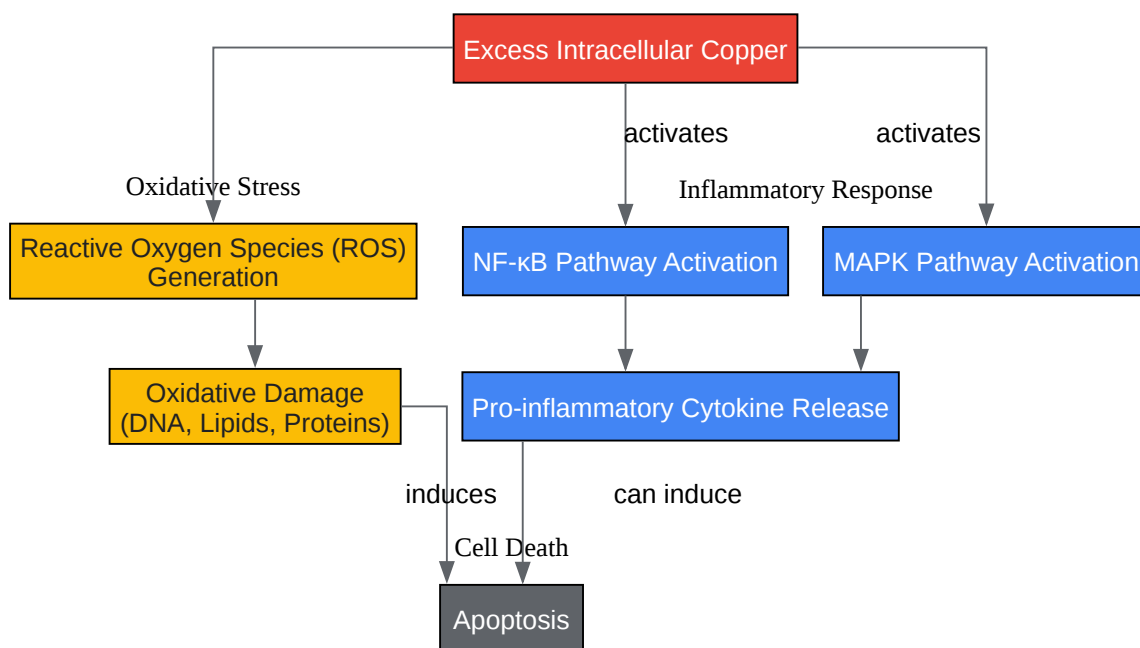 Excess Intracellular Copper
activates
activates
Oxidative Stress
Inflammatory Response
Reactive Oxygen Species (ROS)
Generation
NF-κB Pathway Activation
MAPK Pathway Activation
Oxidative Damage
(DNA, Lipids, Proteins)
Pro-inflammatory Cytokine Release
induces
can induce
Cell Death
Apoptosis